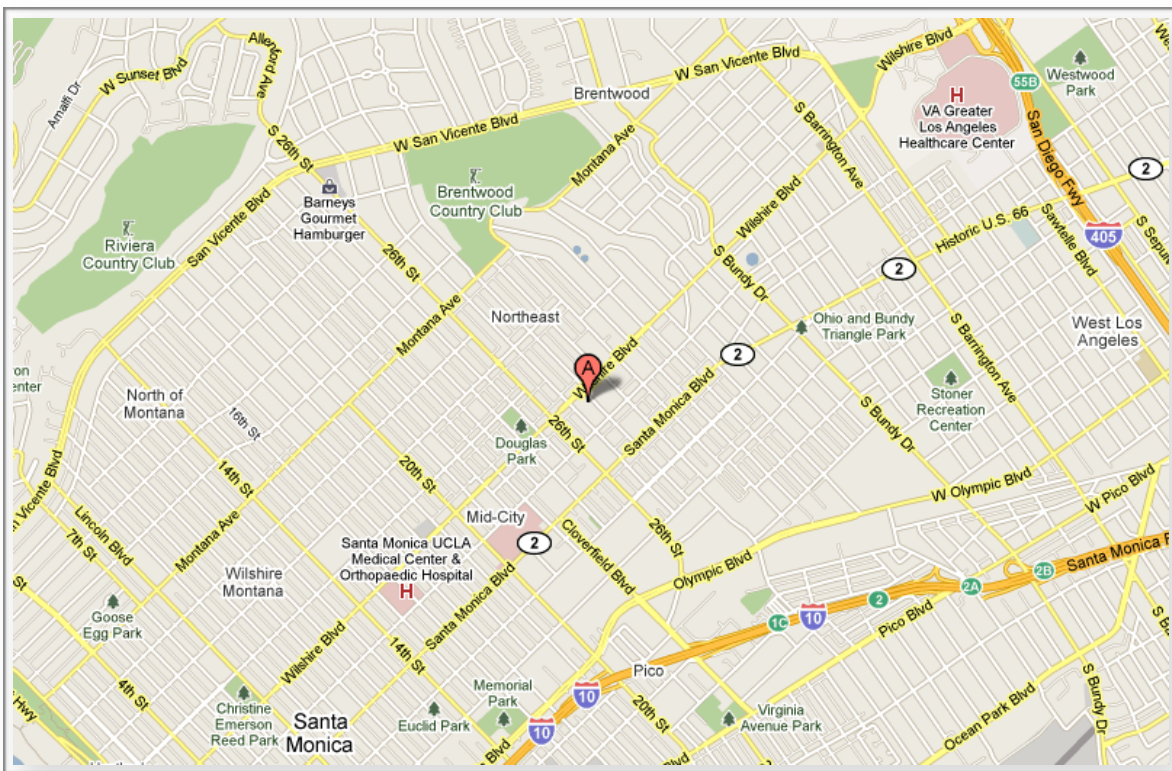 Allenford Ave
W Sunset Blvd
Amalfi Dr
S 26th St
W San Vicente Blvd
Wilshire Blvd
Brentwood
W San Vicente Blvd
Montana Ave
S Barrington Ave
H
VA Greater
Los Angeles
Healthcare Center
55B
Westwood
Park
San Diego Fwy
2
Barneys
Gourmet
Hamburger
Brentwood
Country Club
Riviera
Country Club
San Vicente Blvd
26th St
Wilshire Blvd
Historic U.S. 66
Sawtelle Blvd
405
S Bundy Dr
2
Montana Ave
Northeast
Ohio and Bundy
Triangle Park
S Barrington Ave
West Los
Angeles
2
A
Wilshire Blvd
North of
Montana
16th St
Stoner
Recreation
Center
Santa Monica Blvd
S Bundy Dr
26th St
Douglas
Park
14th St
20th St
W Olympic Blvd
W Pico Blvd
Lincoln Blvd
7th St
Montana Ave
Mid-City
2
Cloverfield Blvd
26th St
Santa Monica UCLA
Medical Center &
Orthopaedic Hospital
H
Olympic Blvd
Santa Monica F
2B
2A
2
1C
10
Wilshire
Montana
Santa Monica Blvd
Pico Blvd
Goose
Egg Park
Wilshire Blvd
14th St
Pico
4th St
Christine
Emerson
Reed Park
Santa
Monica
Euclid Park
Memorial
Park
10
10
20th St
Virginia
Avenue Park
Ocean Park Blvd
S Bundy Dr